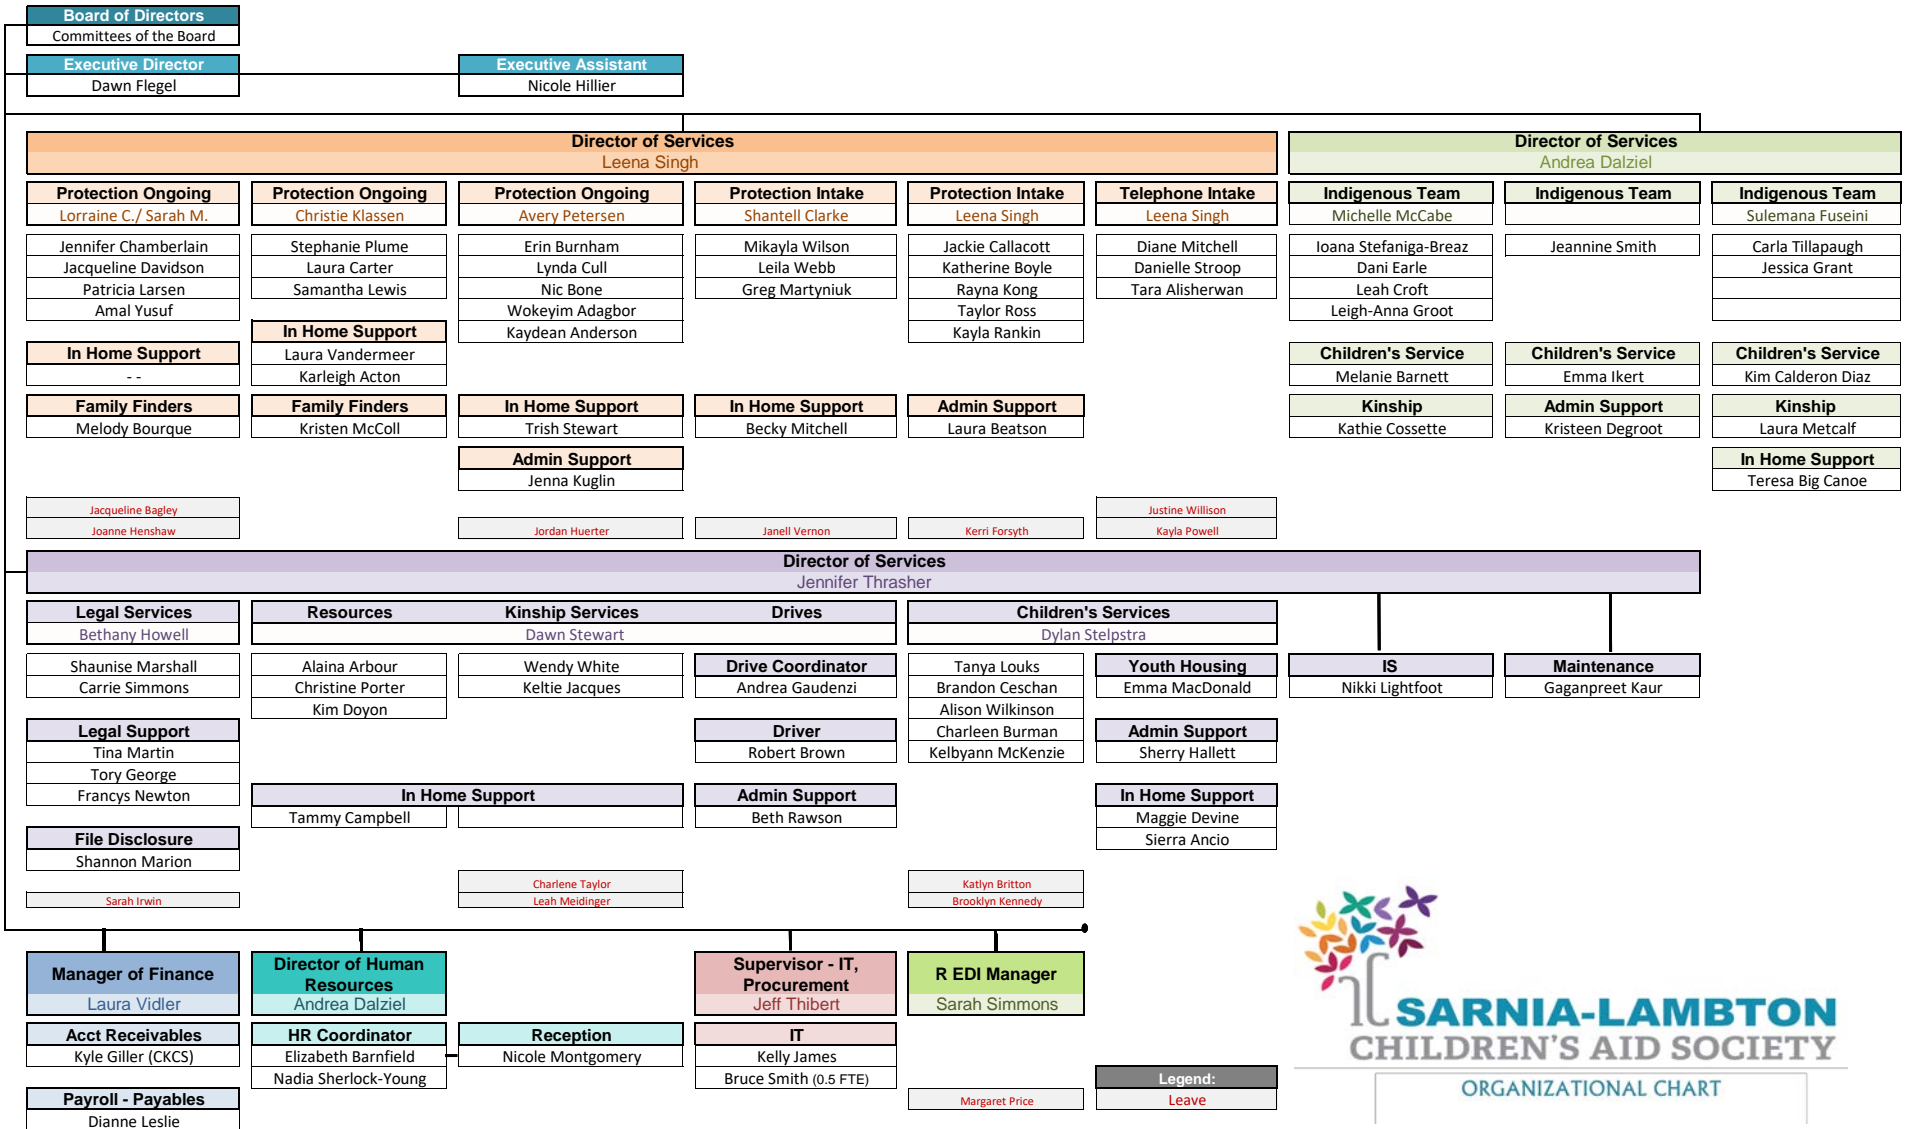 Board of Directors
Committees of the Board
Executive Director
Dawn Flegel
Executive Assistant
Nicole Hillier
Director of Services
Leena Singh
Director of Services
Andrea Dalziel
Protection Ongoing
Lorraine C./ Sarah M.
Jennifer Chamberlain
Jacqueline Davidson
Patricia Larsen
Amal Yusuf
In Home Support
- -
Family Finders
Melody Bourque
Jacqueline Bagley
Joanne Henshaw
Protection Ongoing
Christie Klassen
Stephanie Plume
Laura Carter
Samantha Lewis
In Home Support
Laura Vandermeer
Karleigh Acton
Family Finders
Kristen McColl
Protection Ongoing
Avery Petersen
Erin Burnham
Lynda Cull
Nic Bone
Wokeyim Adagbor
Kaydean Anderson
In Home Support
Trish Stewart
Admin Support
Jenna Kuglin
Jordan Huerter
Protection Intake
Shantell Clarke
Mikayla Wilson
Leila Webb
Greg Martyniuk
In Home Support
Becky Mitchell
Janell Vernon
Protection Intake
Leena Singh
Jackie Callacott
Katherine Boyle
Rayna Kong
Taylor Ross
Kayla Rankin
Admin Support
Laura Beatson
Kerri Forsyth
Telephone Intake
Leena Singh
Diane Mitchell
Danielle Stroop
Tara Alisherwan
Justine Willison
Kayla Powell
Indigenous Team
Michelle McCabe
Ioana Stefaniga-Breaz
Dani Earle
Leah Croft
Leigh-Anna Groot
Children's Service
Melanie Barnett
Kinship
Kathie Cossette
Indigenous Team
Jeannine Smith
Children's Service
Emma Ikert
Admin Support
Kristeen Degroot
Indigenous Team
Sulemana Fuseini
Carla Tillapaugh
Jessica Grant
Children's Service
Kim Calderon Diaz
Kinship
Laura Metcalf
In Home Support
Teresa Big Canoe
Director of Services
Jennifer Thrasher
Legal Services
Bethany Howell
Shaunise Marshall
Carrie Simmons
Legal Support
Tina Martin
Tory George
Francys Newton
File Disclosure
Shannon Marion
Sarah Irwin
Resources Kinship Services Drives
Dawn Stewart
Alaina Arbour
Christine Porter
Kim Doyon
Wendy White
Keltie Jacques
In Home Support
Tammy Campbell
Charlene Taylor
Leah Meidinger
Drive Coordinator
Andrea Gaudenzi
Driver
Robert Brown
Admin Support
Beth Rawson
Children's Services
Dylan Stelpstra
Tanya Louks
Brandon Ceschan
Alison Wilkinson
Charleen Burman
Kelbyann McKenzie
Katlyn Britton
Brooklyn Kennedy
Youth Housing
Emma MacDonald
Admin Support
Sherry Hallett
In Home Support
Maggie Devine
Sierra Ancio
IS
Nikki Lightfoot
Maintenance
Gaganpreet Kaur
Manager of Finance
Laura Vidler
Acct Receivables
Kyle Giller (CKCS)
Payroll - Payables
Dianne Leslie
Director of Human
Resources
Andrea Dalziel
HR Coordinator
Elizabeth Barnfield
Nadia Sherlock-Young
Reception
Nicole Montgomery
Supervisor - IT,
Procurement
Jeff Thibert
IT
Kelly James
Bruce Smith (0.5 FTE)
R EDI Manager
Sarah Simmons
Margaret Price
Legend:
Leave
SARNIA-LAMBTON
CHILDREN'S AID SOCIETY
ORGANIZATIONAL CHART